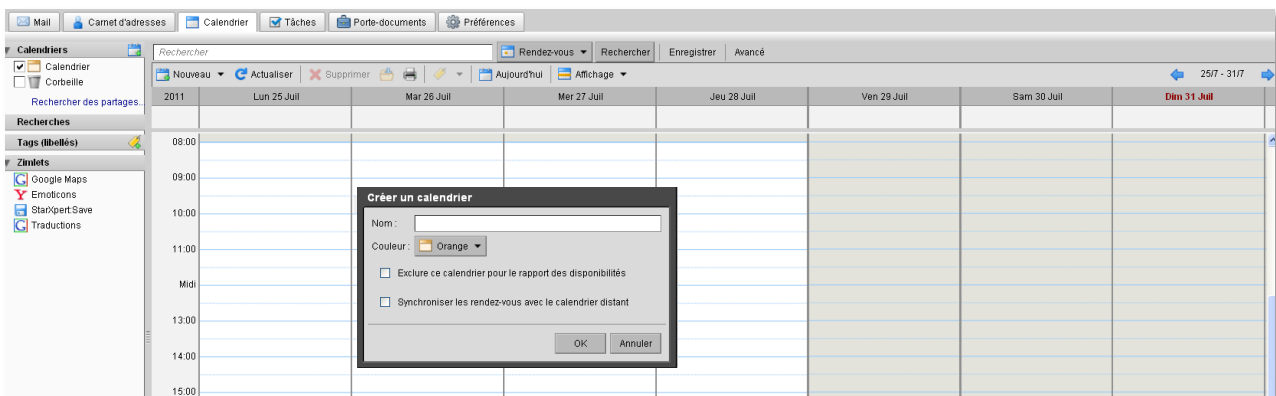 Mail Carnet d'adresses Calendrier Tâches Porte-documents Préférences
Calendriers
Calendrier
Corbeille
Rechercher des partages..
Recherches
Tags (libellés)
Zimlets
Google Maps
Emoticons
StarXpert:Save
Traductions
Rechercher Rendez-vous Rechercher Enregistrer Avancé
Nouveau Actualiser Supprimer Aujourd'hui Affichage 25/7 - 31/7
2011 Lun 25 Juil Mar 26 Juil Mer 27 Juil Jeu 28 Juil Ven 29 Juil Sam 30 Juil Dim 31 Juil
08:00
09:00
10:00
11:00
Midi
13:00
14:00
15:00
Créer un calendrier
Nom :
Couleur : Orange
Exclure ce calendrier pour le rapport des disponibilités
Synchroniser les rendez-vous avec le calendrier distant
OK Annuler